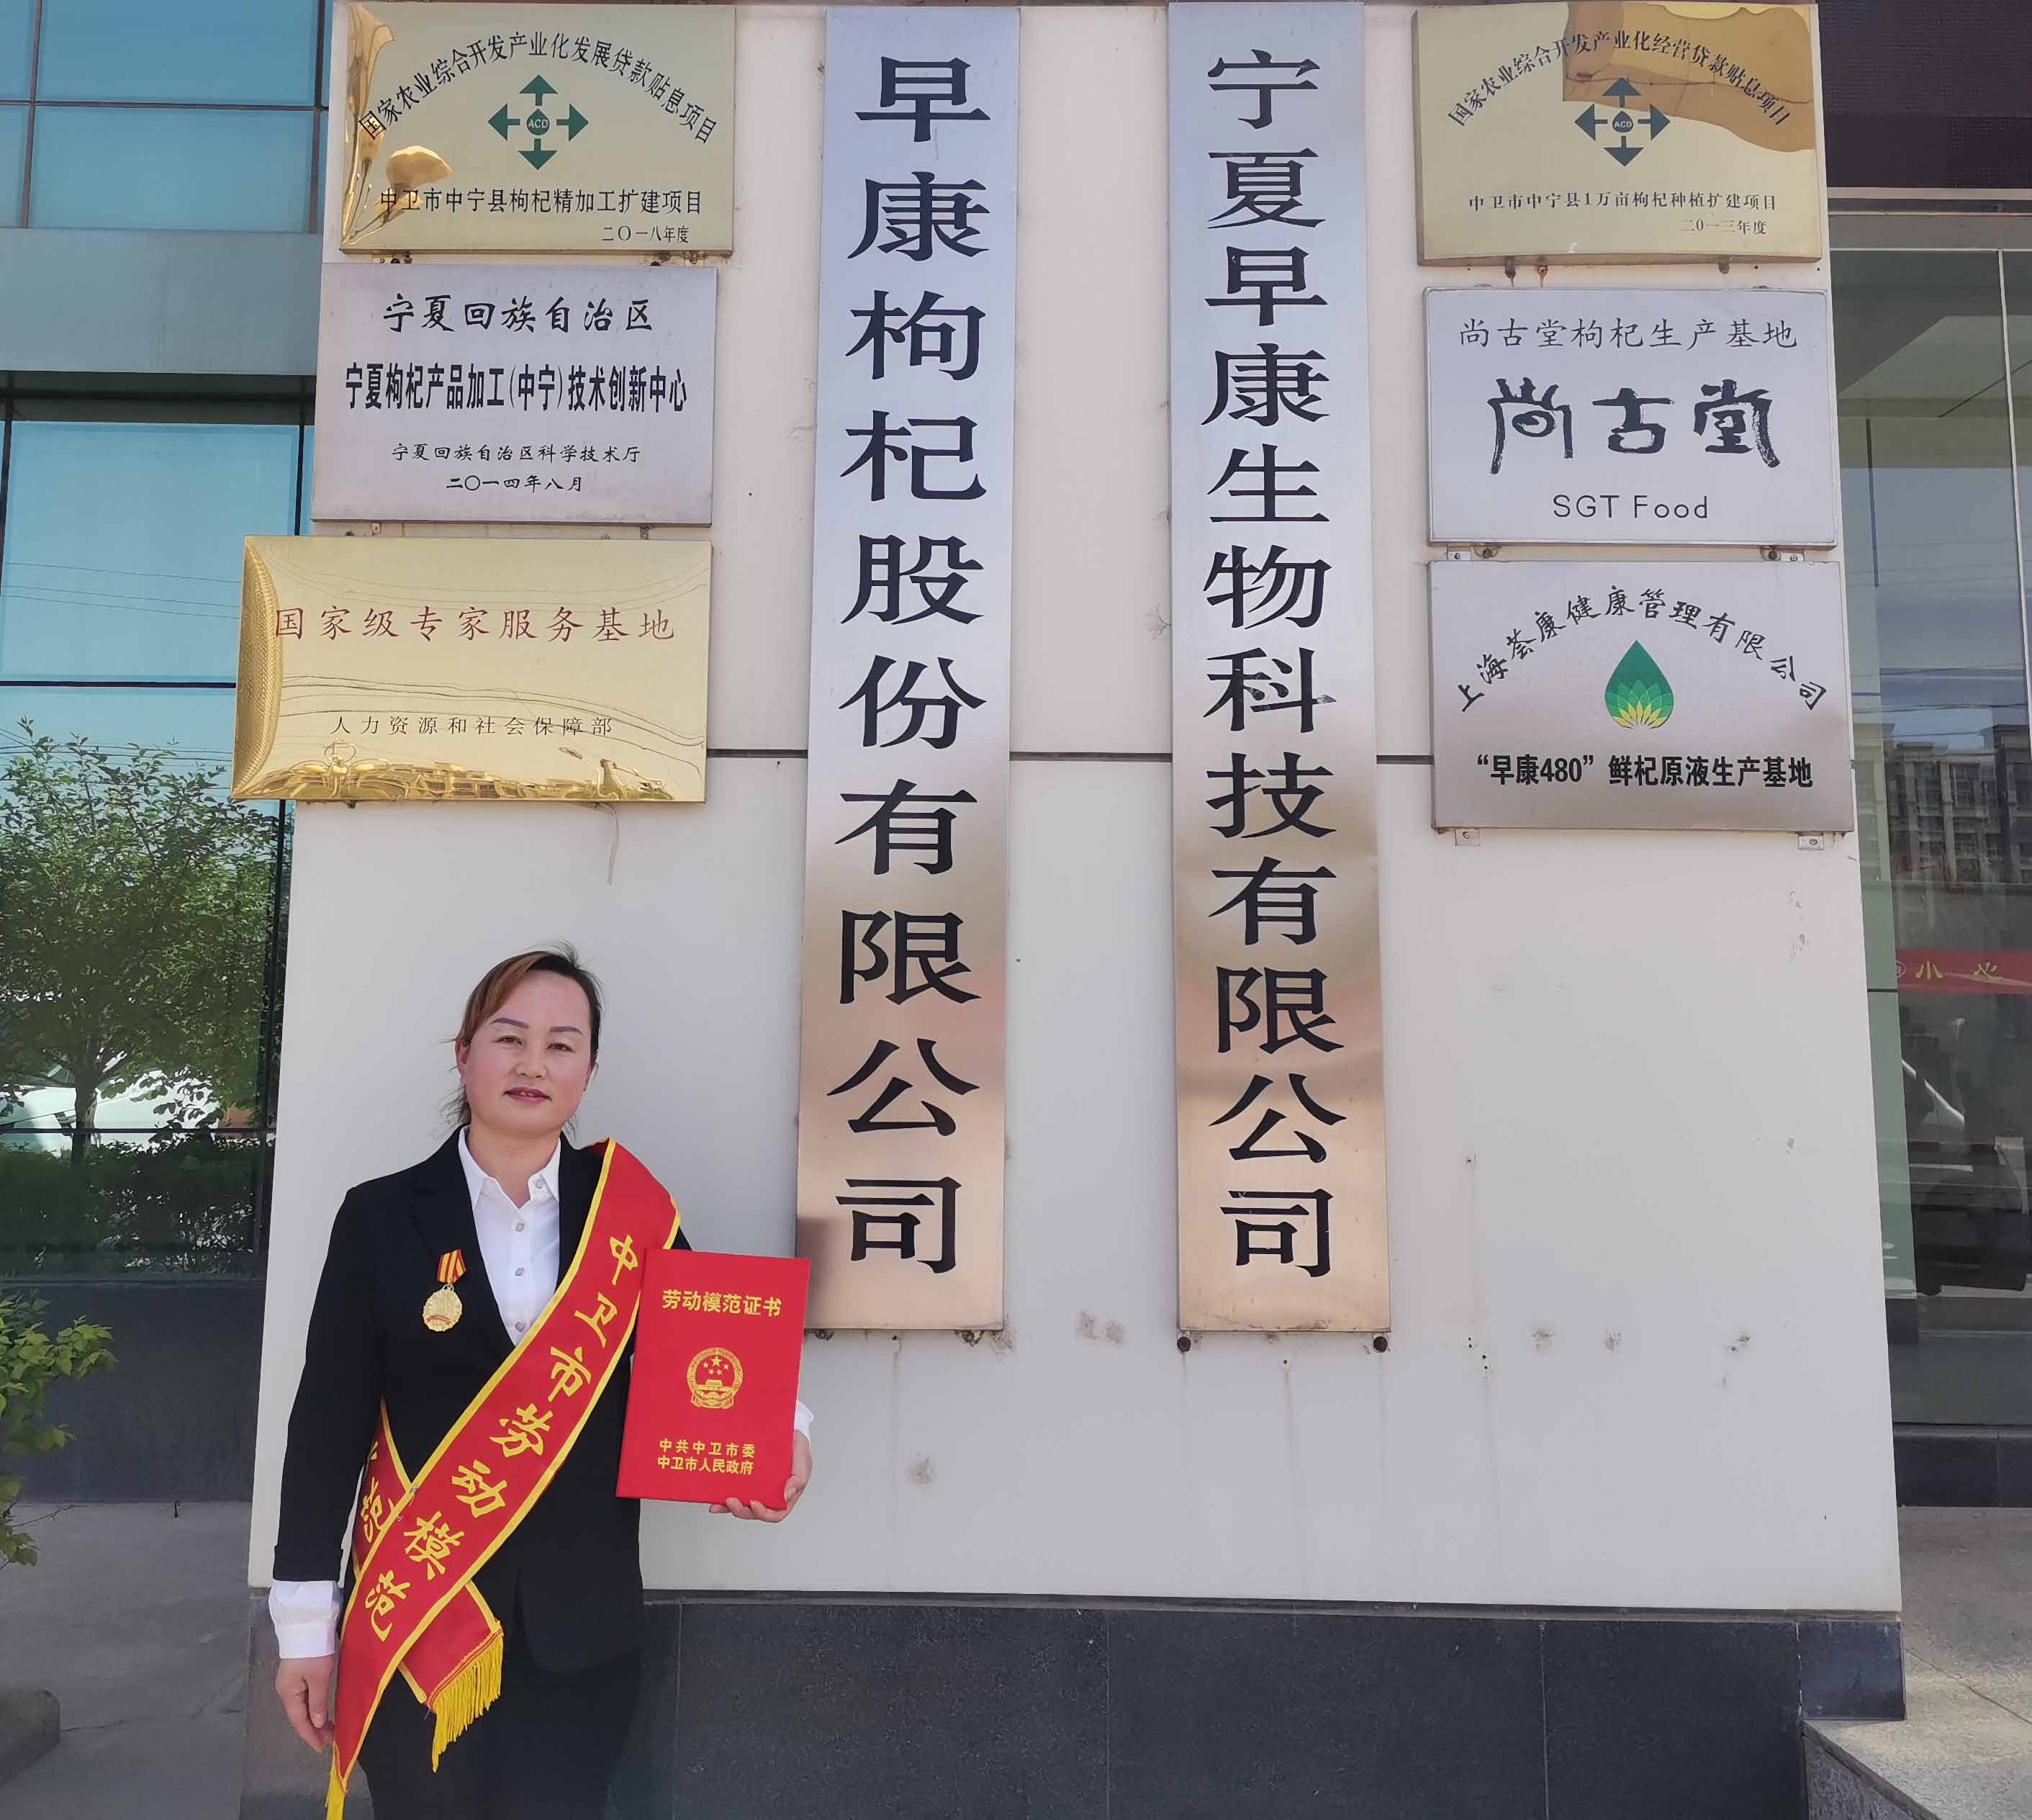 国家农业综合开发产业化发展贷款贴息项目
ACD
中卫市中宁县枸杞精加工扩建项目
二〇一八年度
宁夏回族自治区
宁夏枸杞产品加工(中宁)技术创新中心
宁夏回族自治区科学技术厅
二〇一四年八月
国家级专家服务基地
人力资源和社会保障部
早康枸杞股份有限公司
宁夏早康生物科技有限公司
国家农业综合开发产业化经营贷款贴息项目
ACD
中卫市中宁县1万亩枸杞种植扩建项目
二〇一三年度
尚古堂枸杞生产基地
尚古堂
SGT Food
上海荟康健康管理有限公司
“早康480”鲜杞原液生产基地
小心
中卫市劳动模范
劳动模范证书
中共中卫市委
中卫市人民政府